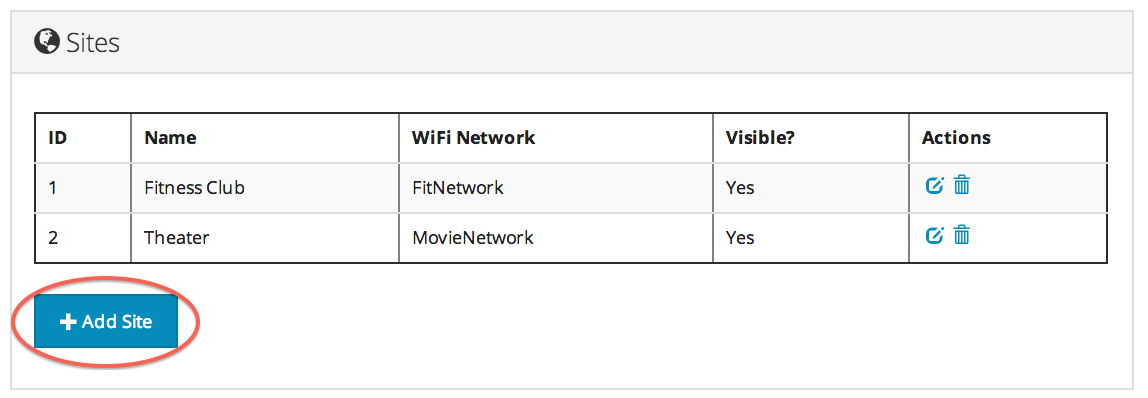 Sites
ID Name WiFi Network Visible? Actions
1 Fitness Club FitNetwork Yes
2 Theater MovieNetwork Yes
Add Site